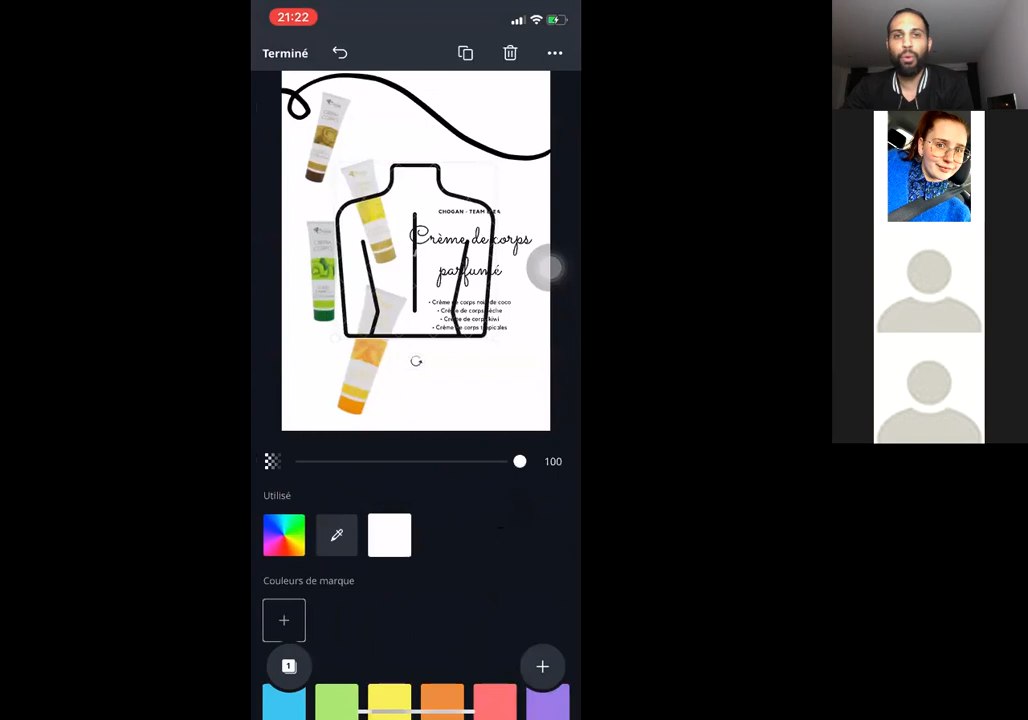 21:22
Terminé
CHOGAN - TEAM
Crème de corps
parfumé
• Crème de corps noix de coco
• Crème de corps pêche
• Crème de corps kiwi
• Crème de corps tropicales
100
Utilisé
Couleurs de marque
+
1
+